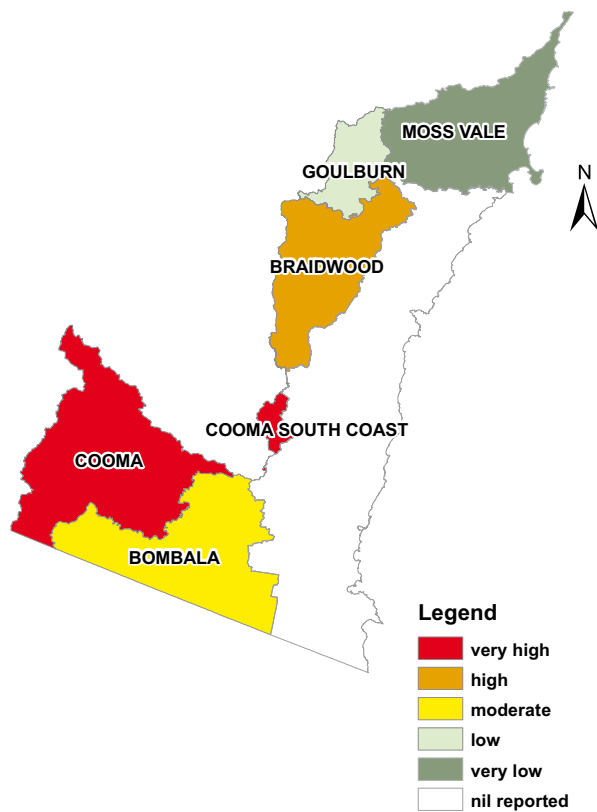 MOSS VALE
GOULBURN
N
BRAIDWOOD
COOMA SOUTH COAST
COOMA
BOMBALA
Legend
very high
high
moderate
low
very low
nil reported